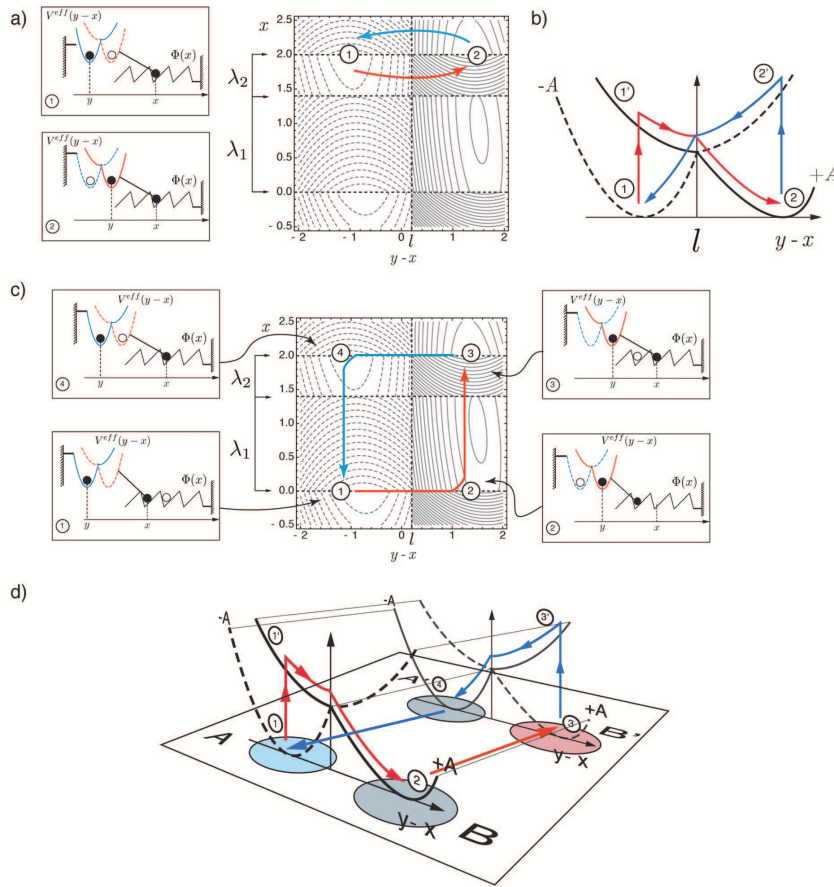 a)
V^eff(y−x)
Φ(x)
y
x
1
V^eff(y−x)
Φ(x)
y
x
2
x
2.5
2.0
1.5
1.0
0.5
0.0
-0.5
λ2
λ1
1
2
-2
-1
0
l
1
2
y-x
b)
-A
1'
2'
1
2
+A
l
y-x
c)
V^eff(y−x)
Φ(x)
y
x
4
V^eff(y−x)
Φ(x)
y
x
1
x
2.5
2.0
1.5
1.0
0.5
0.0
-0.5
λ2
λ1
4
3
1
2
-2
-1
0
l
1
2
y-x
V^eff(y−x)
Φ(x)
y
x
3
V^eff(y−x)
Φ(x)
y
x
2
d)
-A
-A
1'
3'
A'
4
1
A
3
+A
B'
y-x
2
+A
y-x
B